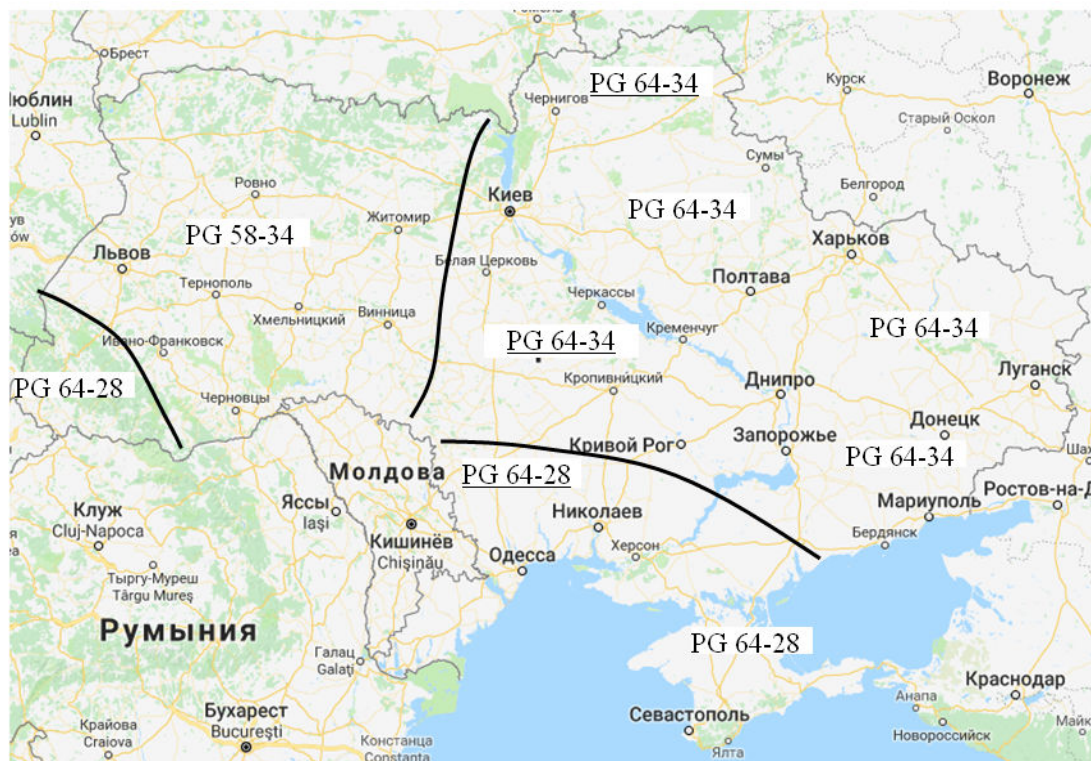 Гомель
Брест
PG 64-34
Курск
Воронеж
Люблин
Lublin
Чернигов
Старый Оскол
Сумы
Ровно
Киев
Белгород
Житомир
PG 64-34
PG 58-34
Харьков
Львов
Белая Церковь
Тернополь
Полтава
Черкассы
Хмельницкий
Винница
Кременчуг
PG 64-34
Ивано-Франковск
PG 64-34
Луганск
PG 64-28
Кропивницкий
Днипро
Черновцы
Донецк
Кривой Рог
Запорожье
PG 64-34
Молдова
PG 64-28
Мариуполь
Ростов-на-Д
Клуж
Cluj-Napoca
Яссы
Iași
Николаев
Бердянск
Кишинёв
Chișinău
Херсон
Одесса
Тыргу-Муреш
Târgu Mureș
Румыния
PG 64-28
Галац
Galați
Краснодар
Анапа
Бухарест
București
Севастополь
Новороссийск
Крайова
Craiova
Констанца
Constanța
Ялта